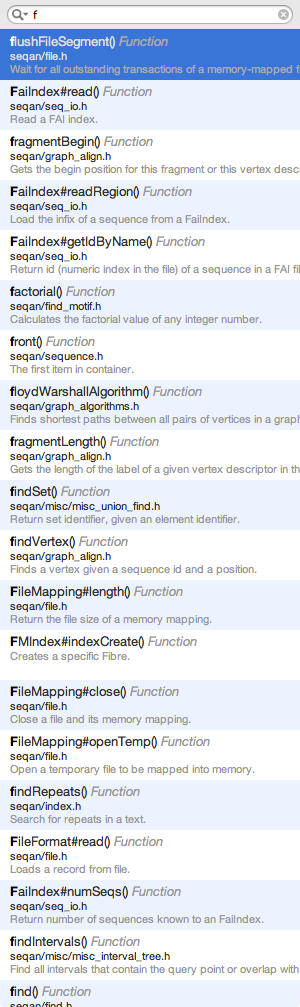 f
flushFileSegment() Function
seqan/file.h
Wait for all outstanding transactions of a memory-mapped f
FaiIndex#read() Function
seqan/seq_io.h
Read a FAI index.
fragmentBegin() Function
seqan/graph_align.h
Gets the begin position for this fragment or this vertex desc
FaiIndex#readRegion() Function
seqan/seq_io.h
Load the infix of a sequence from a FaiIndex.
FaiIndex#getIdByName() Function
seqan/seq_io.h
Return id (numeric index in the file) of a sequence in a FAI fil
factorial() Function
seqan/find_motif.h
Calculates the factorial value of any integer number.
front() Function
seqan/sequence.h
The first item in container.
floydWarshallAlgorithm() Function
seqan/graph_algorithms.h
Finds shortest paths between all pairs of vertices in a graph
fragmentLength() Function
seqan/graph_align.h
Gets the length of the label of a given vertex descriptor in th
findSet() Function
seqan/misc/misc_union_find.h
Return set identifier, given an element identifier.
findVertex() Function
seqan/graph_align.h
Finds a vertex given a sequence id and a position.
FileMapping#length() Function
seqan/file.h
Return the file size of a memory mapping.
FMIndex#indexCreate() Function
Creates a specific Fibre.
FileMapping#close() Function
seqan/file.h
Close a file and its memory mapping.
FileMapping#openTemp() Function
seqan/file.h
Open a temporary file to be mapped into memory.
findRepeats() Function
seqan/index.h
Search for repeats in a text.
FileFormat#read() Function
seqan/file.h
Loads a record from file.
FaiIndex#numSeqs() Function
seqan/seq_io.h
Return number of sequences known to an FaiIndex.
findIntervals() Function
seqan/misc/misc_interval_tree.h
Find all intervals that contain the query point or overlap with
find() Function
seqan/find.h